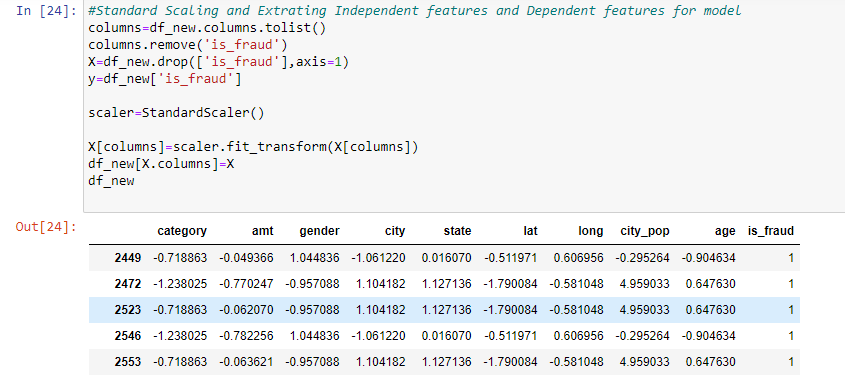 In [24]: #Standard Scaling and Extrating Independent features and Dependent features for model
columns=df_new.columns.tolist()
columns.remove('is_fraud')
X=df_new.drop(['is_fraud'],axis=1)
y=df_new['is_fraud']
scaler=StandardScaler()
X[columns]=scaler.fit_transform(X[columns])
df_new[X.columns]=X
df_new
Out[24]:
category amt gender city state lat long city_pop age is_fraud
2449 -0.718863 -0.049366 1.044836 -1.061220 0.016070 -0.511971 0.606956 -0.295264 -0.904634 1
2472 -1.238025 -0.770247 -0.957088 1.104182 1.127136 -1.790084 -0.581048 4.959033 0.647630 1
2523 -0.718863 -0.062070 -0.957088 1.104182 1.127136 -1.790084 -0.581048 4.959033 0.647630 1
2546 -1.238025 -0.782256 1.044836 -1.061220 0.016070 -0.511971 0.606956 -0.295264 -0.904634 1
2553 -0.718863 -0.063621 -0.957088 1.104182 1.127136 -1.790084 -0.581048 4.959033 0.647630 1